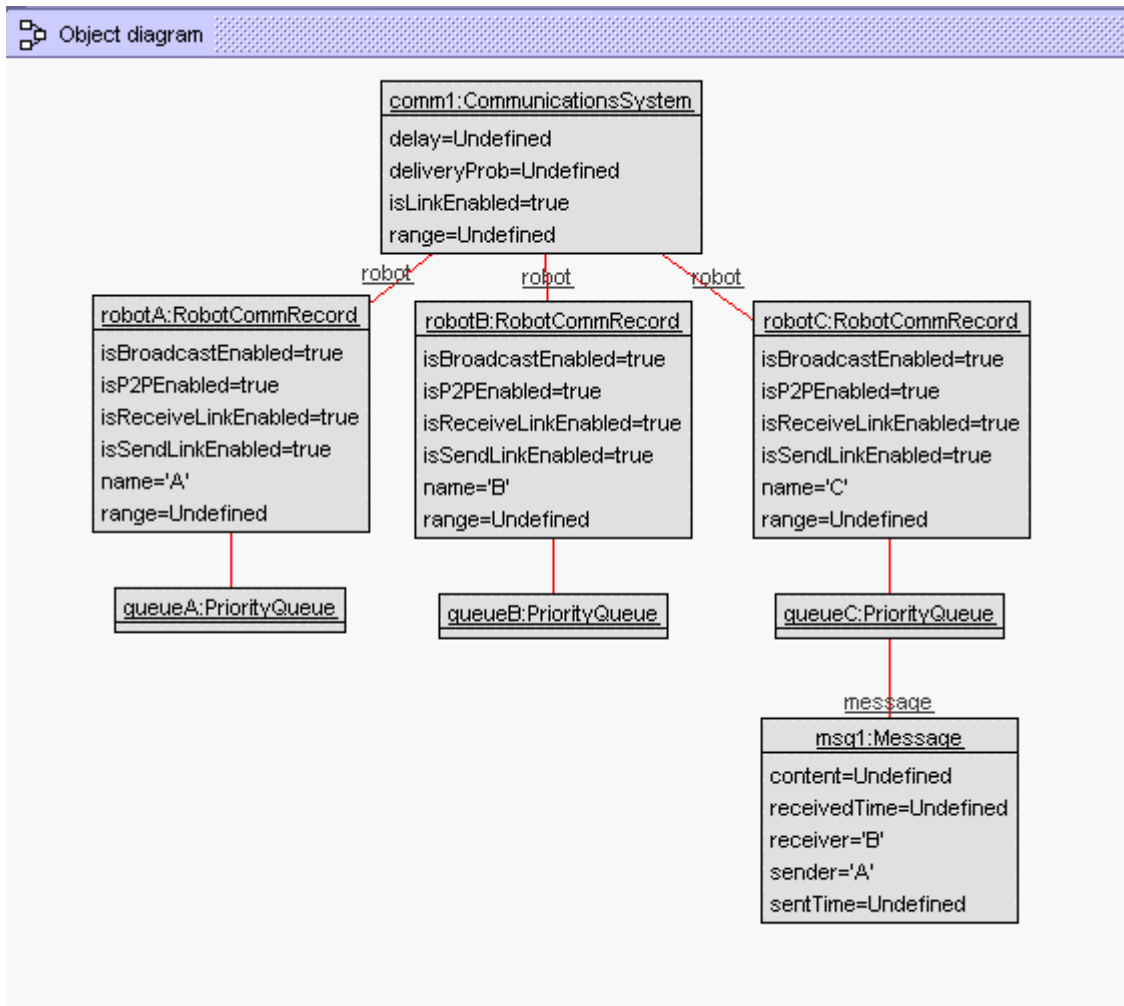 Object diagram
comm1:CommunicationsSystem
delay=Undefined
deliveryProb=Undefined
isLinkEnabled=true
range=Undefined
robot
robot
robot
robotA:RobotCommRecord
isBroadcastEnabled=true
isP2PEnabled=true
isReceiveLinkEnabled=true
isSendLinkEnabled=true
name='A'
range=Undefined
robotB:RobotCommRecord
isBroadcastEnabled=true
isP2PEnabled=true
isReceiveLinkEnabled=true
isSendLinkEnabled=true
name='B'
range=Undefined
robotC:RobotCommRecord
isBroadcastEnabled=true
isP2PEnabled=true
isReceiveLinkEnabled=true
isSendLinkEnabled=true
name='C'
range=Undefined
queueA:PriorityQueue
queueB:PriorityQueue
queueC:PriorityQueue
message
msg1:Message
content=Undefined
receivedTime=Undefined
receiver='B'
sender='A'
sentTime=Undefined